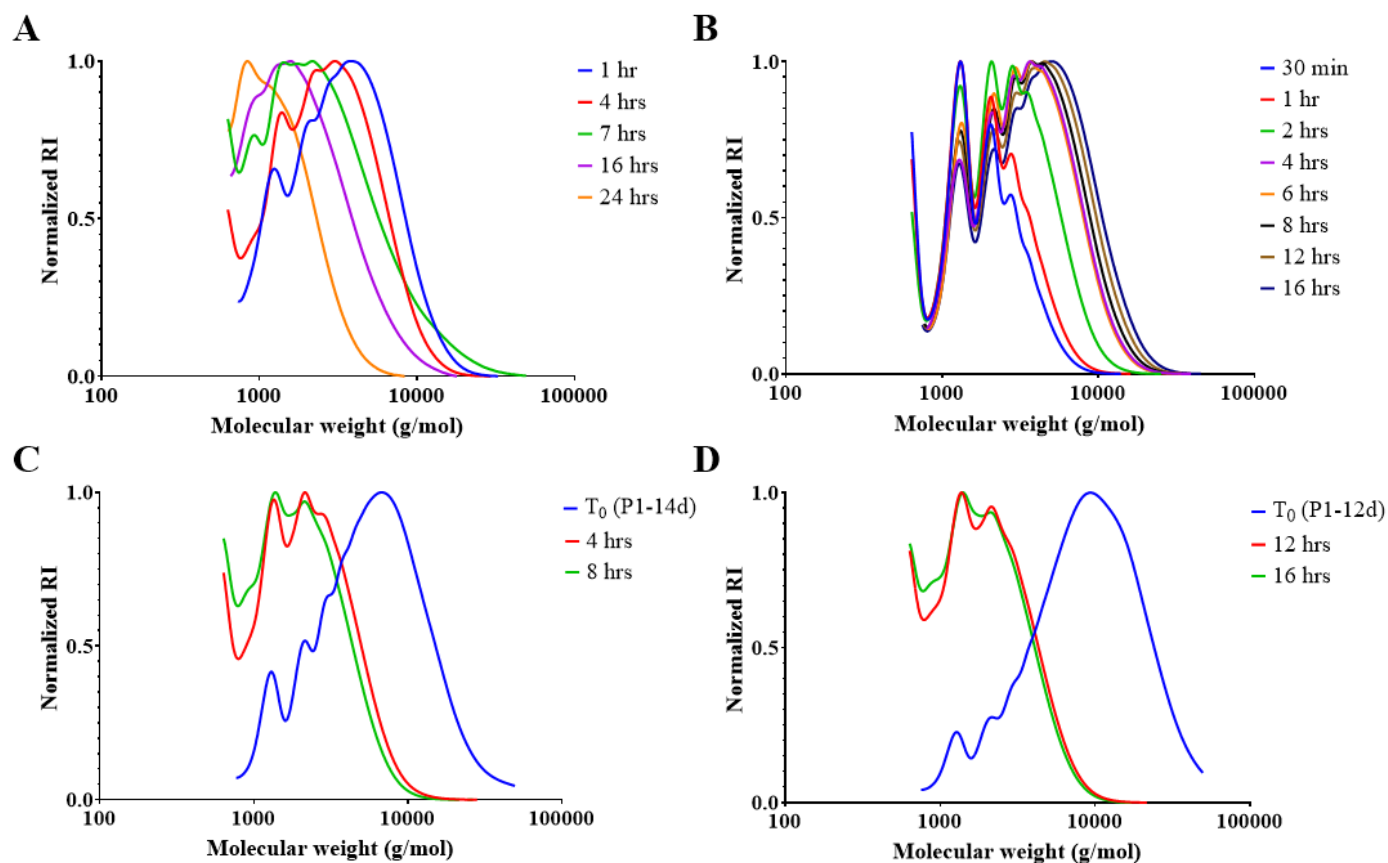 A
1.0
0.5
0.0
Normalized RI
100
1000
10000
100000
Molecular weight (g/mol)
1 hr
4 hrs
7 hrs
16 hrs
24 hrs
B
1.0
0.5
0.0
Normalized RI
100
1000
10000
100000
Molecular weight (g/mol)
30 min
1 hr
2 hrs
4 hrs
6 hrs
8 hrs
12 hrs
16 hrs
C
1.0
0.5
0.0
Normalized RI
100
1000
10000
100000
Molecular weight (g/mol)
T₀ (P1-14d)
4 hrs
8 hrs
D
1.0
0.5
0.0
Normalized RI
100
1000
10000
100000
Molecular weight (g/mol)
T₀ (P1-12d)
12 hrs
16 hrs